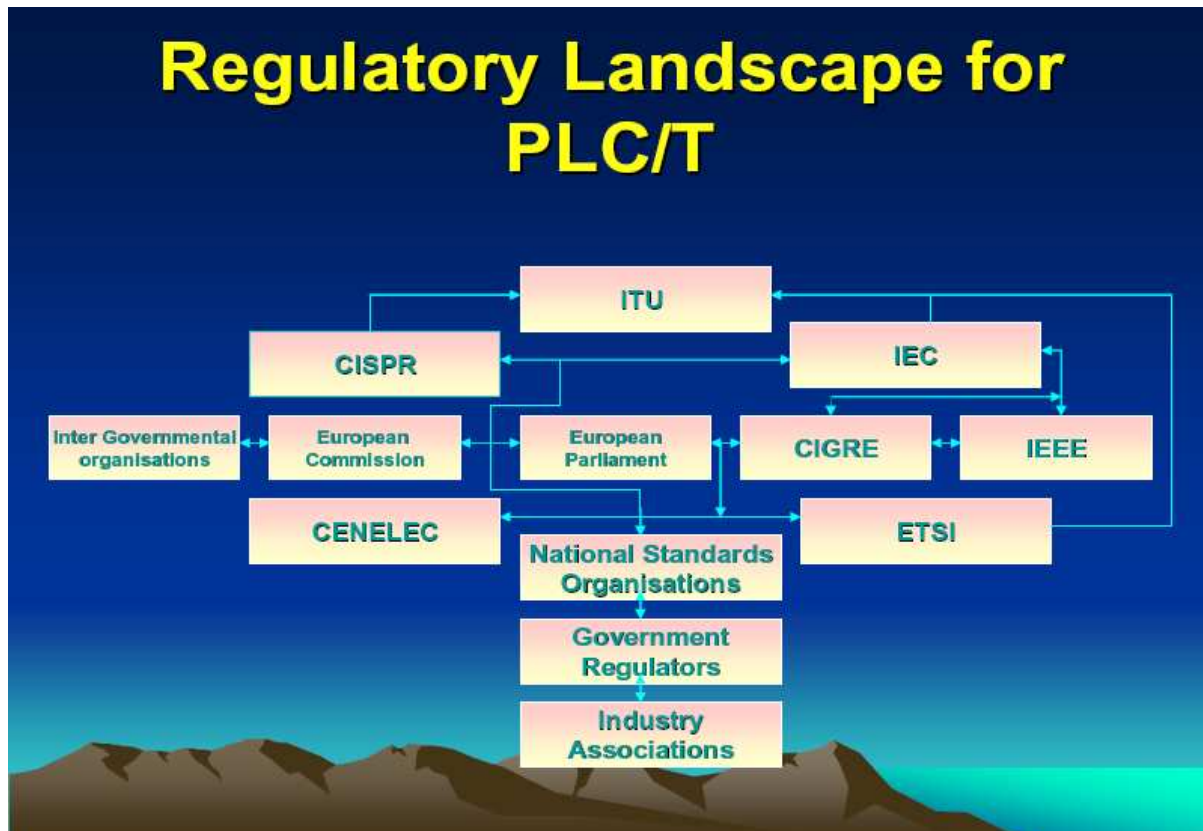 Regulatory Landscape for
PLC/T
ITU
CISPR
IEC
Inter Governmental
organisations
European
Commission
European
Parliament
CIGRE
IEEE
CENELEC
ETSI
National Standards
Organisations
Government
Regulators
Industry
Associations